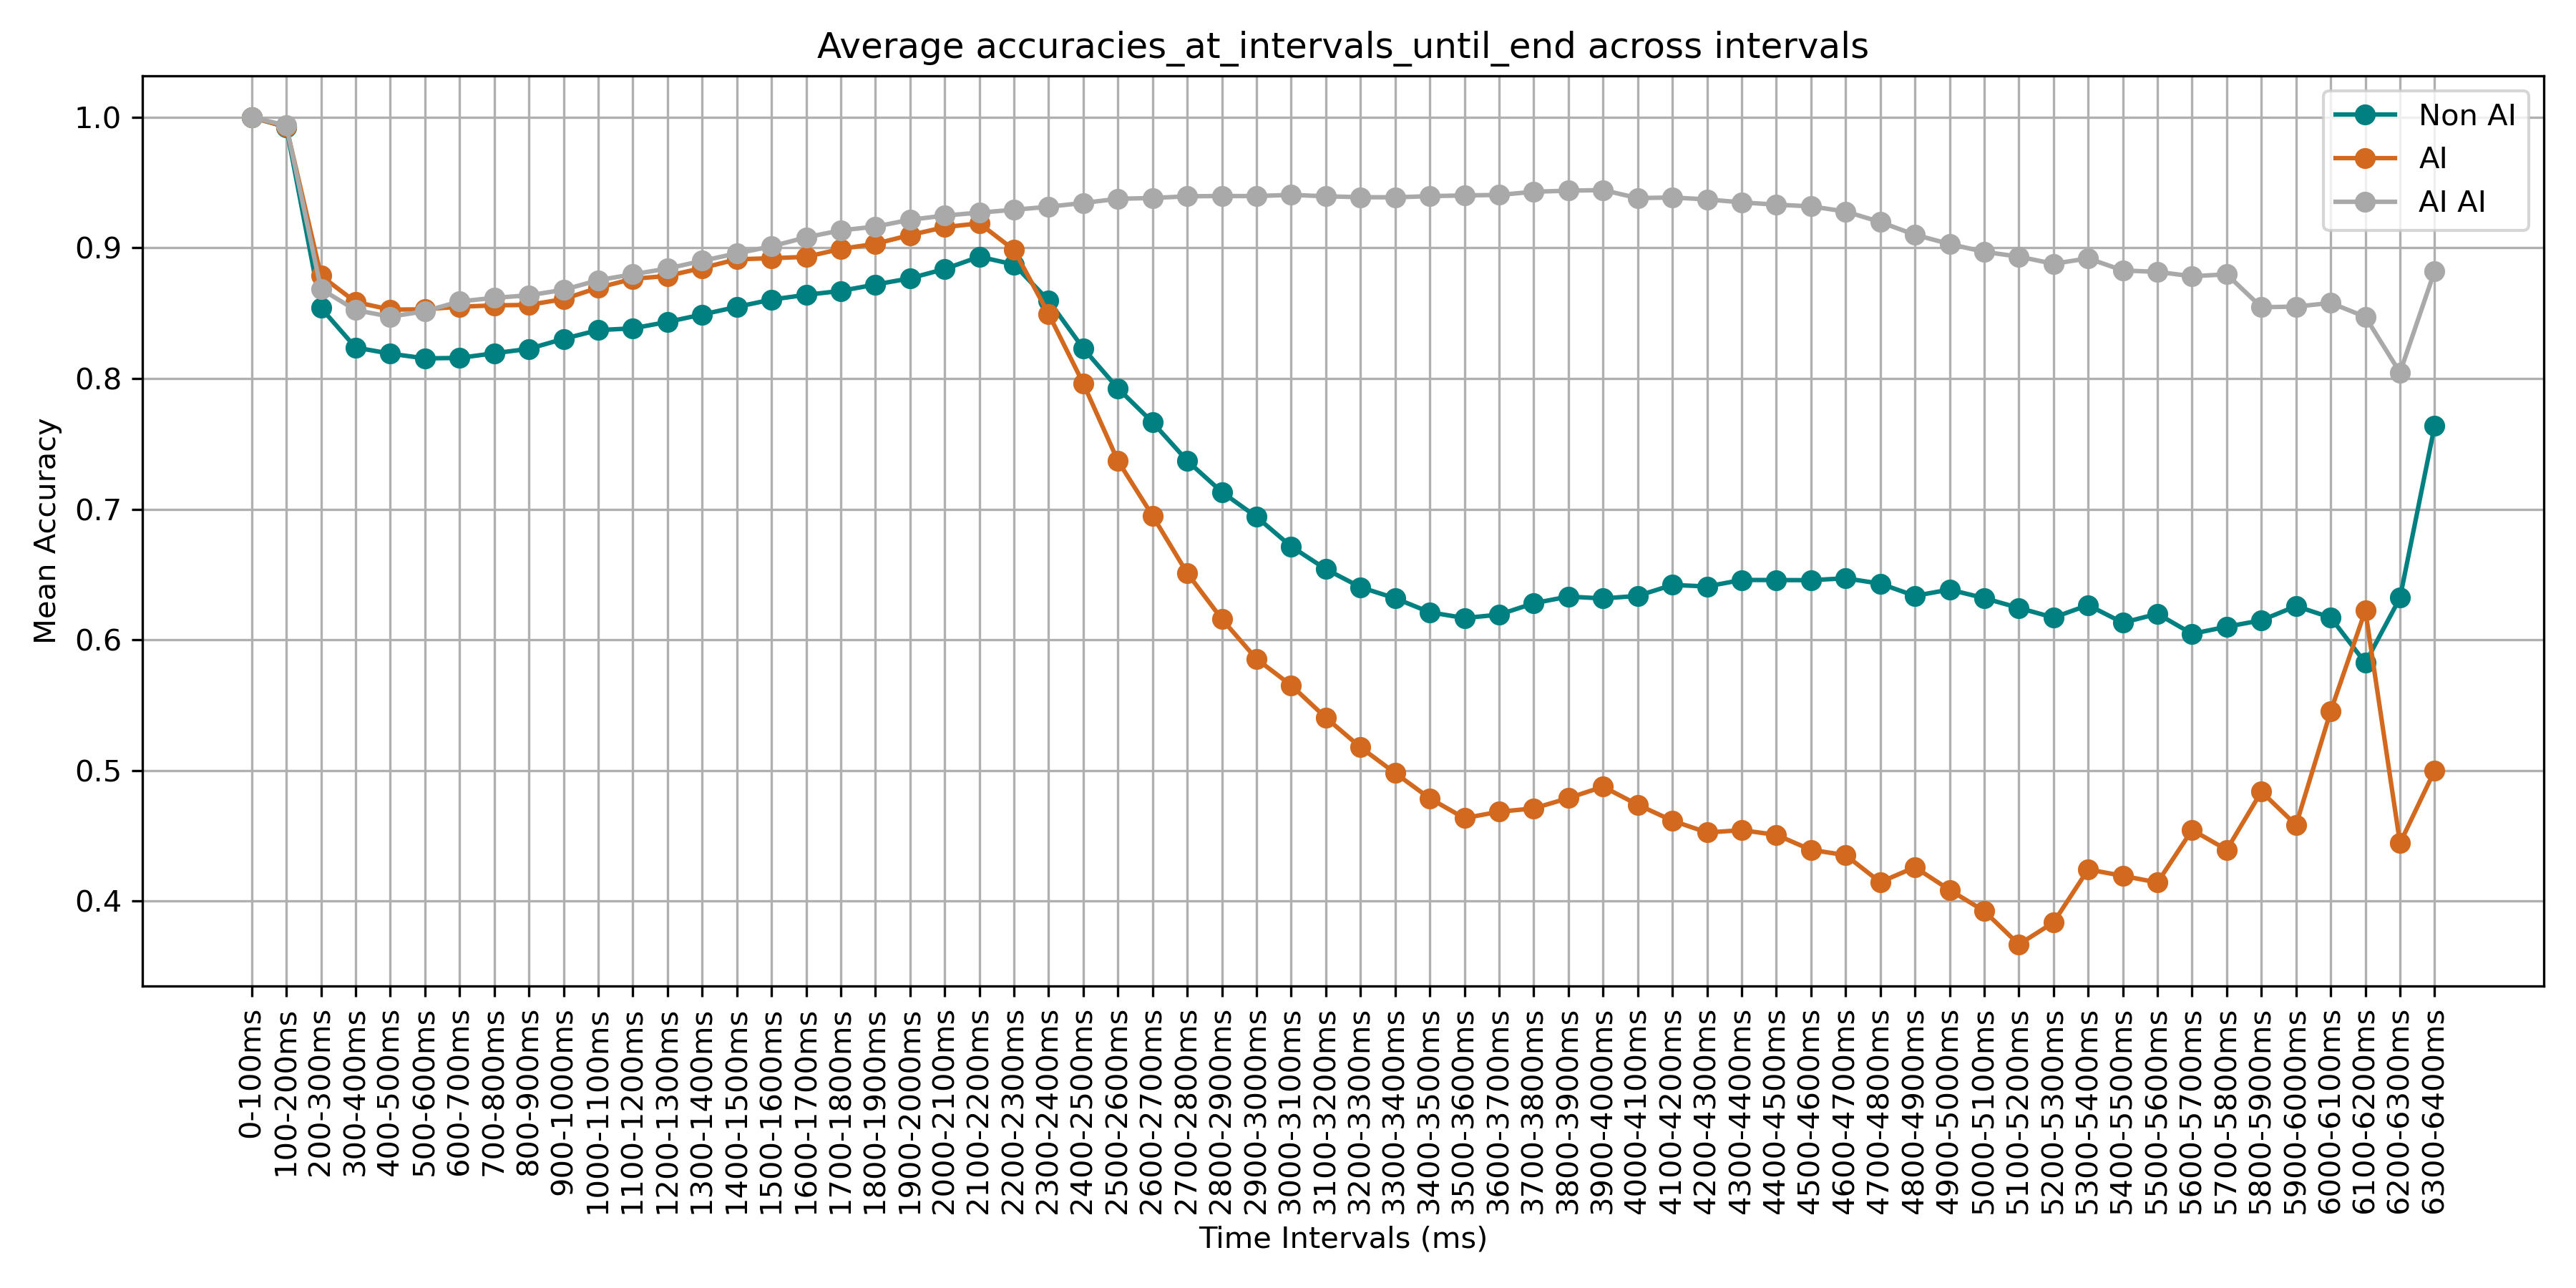 Average accuracies_at_intervals_until_end across intervals
Non AI
AI
AI AI
Mean Accuracy
1.0
0.9
0.8
0.7
0.6
0.5
0.4
0-100ms
100-200ms
200-300ms
300-400ms
400-500ms
500-600ms
600-700ms
700-800ms
800-900ms
900-1000ms
1000-1100ms
1100-1200ms
1200-1300ms
1300-1400ms
1400-1500ms
1500-1600ms
1600-1700ms
1700-1800ms
1800-1900ms
1900-2000ms
2000-2100ms
2100-2200ms
2200-2300ms
2300-2400ms
2400-2500ms
2500-2600ms
2600-2700ms
2700-2800ms
2800-2900ms
2900-3000ms
3000-3100ms
3100-3200ms
3200-3300ms
3300-3400ms
3400-3500ms
3500-3600ms
3600-3700ms
3700-3800ms
3800-3900ms
3900-4000ms
4000-4100ms
4100-4200ms
4200-4300ms
4300-4400ms
4400-4500ms
4500-4600ms
4600-4700ms
4700-4800ms
4800-4900ms
4900-5000ms
5000-5100ms
5100-5200ms
5200-5300ms
5300-5400ms
5400-5500ms
5500-5600ms
5600-5700ms
5700-5800ms
5800-5900ms
5900-6000ms
6000-6100ms
6100-6200ms
6200-6300ms
6300-6400ms
Time Intervals (ms)